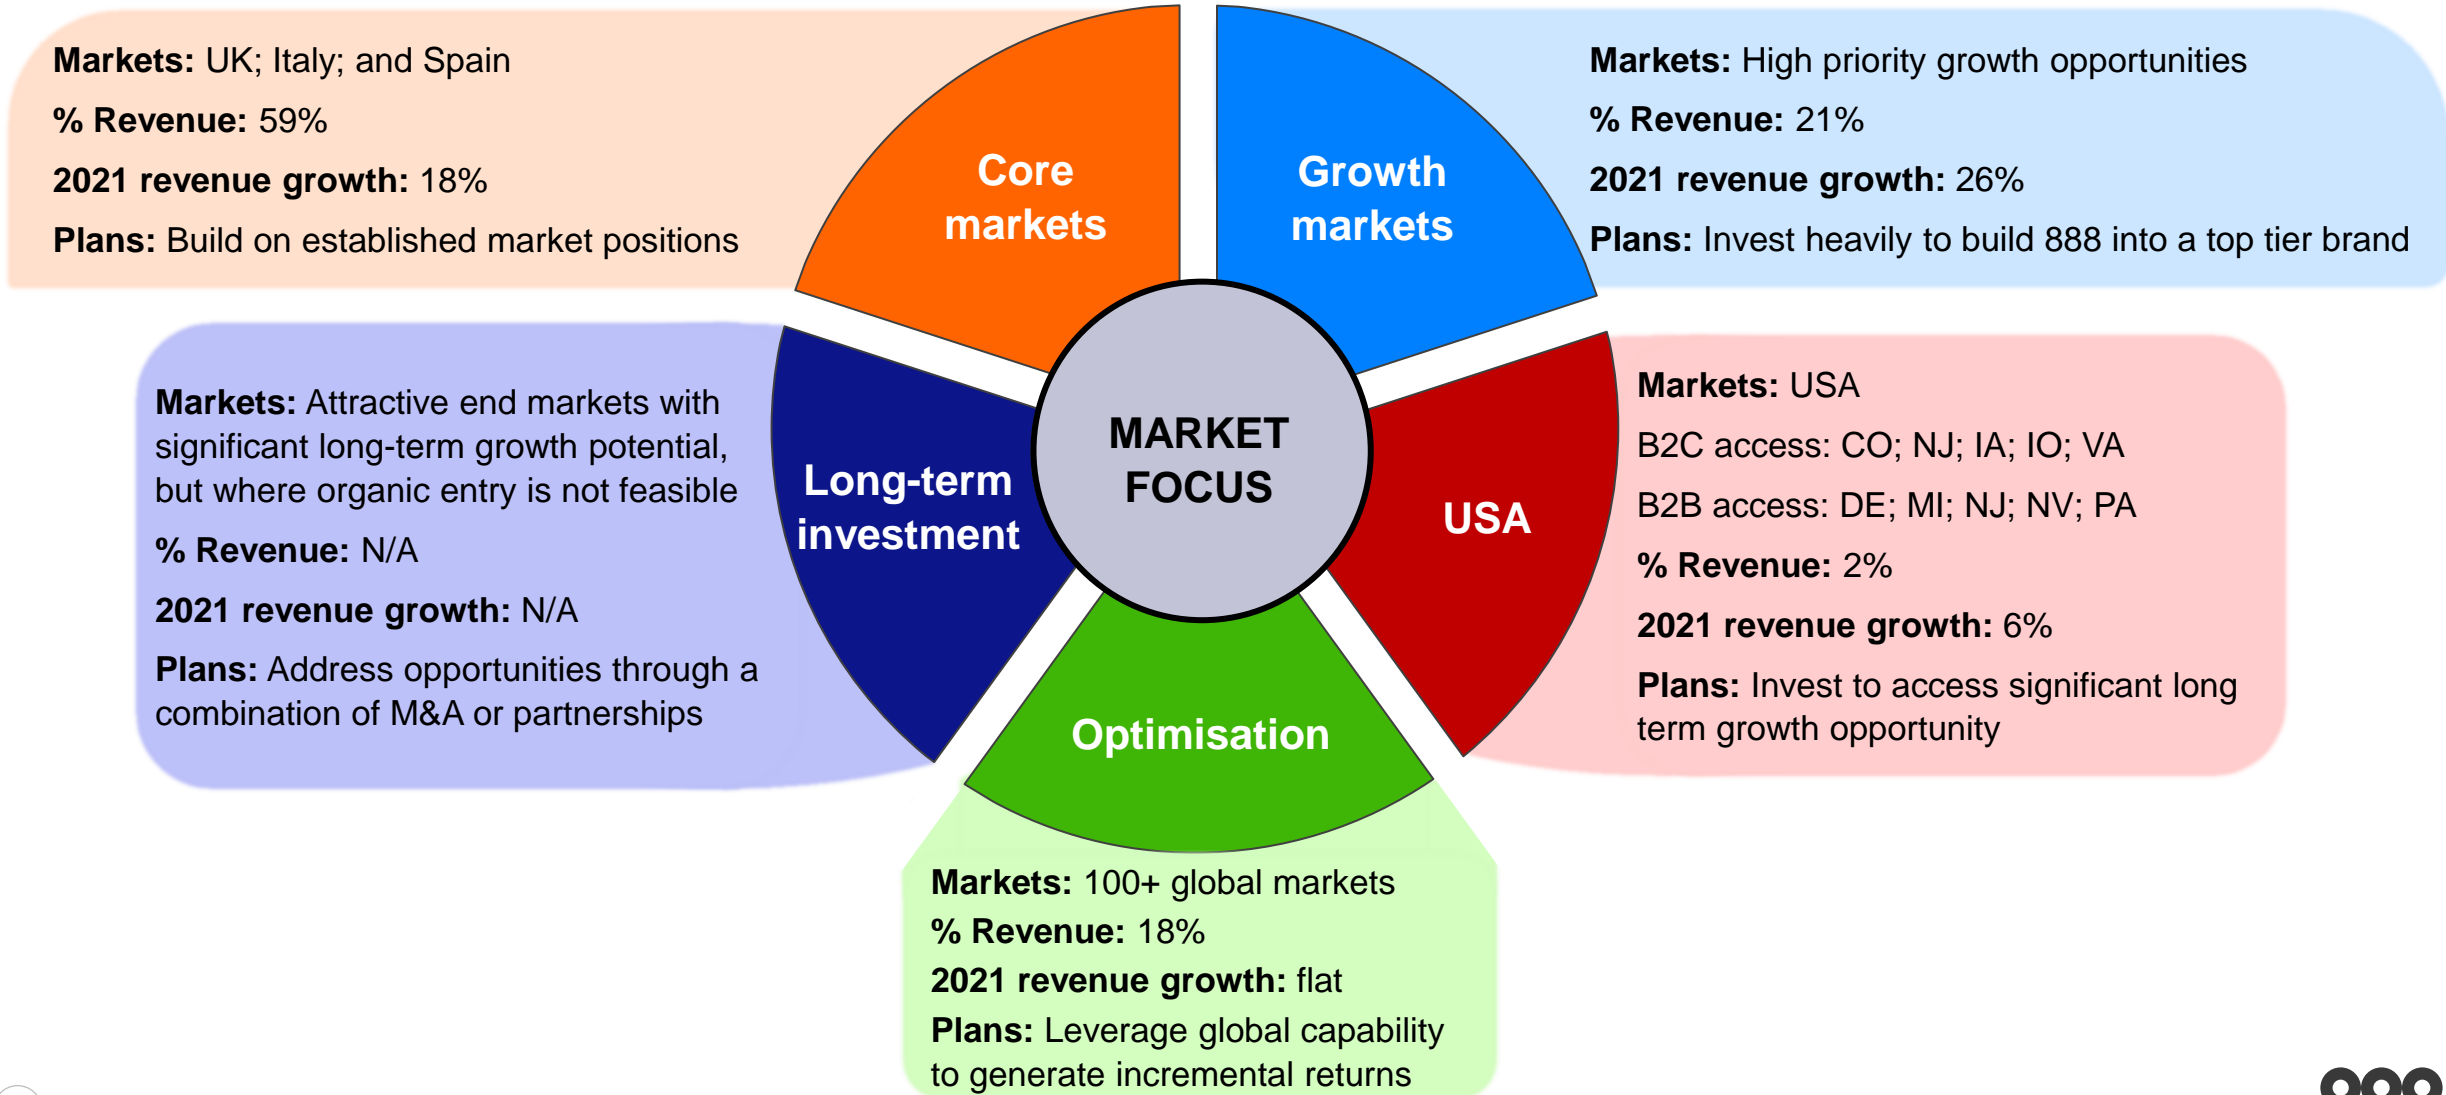 Markets: UK; Italy; and Spain
% Revenue: 59%
2021 revenue growth: 18%
Plans: Build on established market positions
Core
markets
Growth
markets
Markets: High priority growth opportunities
% Revenue: 21%
2021 revenue growth: 26%
Plans: Invest heavily to build 888 into a top tier brand
Markets: Attractive end markets with
significant long-term growth potential,
but where organic entry is not feasible
% Revenue: N/A
2021 revenue growth: N/A
Plans: Address opportunities through a
combination of M&A or partnerships
Long-term
investment
MARKET
FOCUS
USA
Markets: USA
B2C access: CO; NJ; IA; IO; VA
B2B access: DE; MI; NJ; NV; PA
% Revenue: 2%
2021 revenue growth: 6%
Plans: Invest to access significant long
term growth opportunity
Optimisation
Markets: 100+ global markets
% Revenue: 18%
2021 revenue growth: flat
Plans: Leverage global capability
to generate incremental returns